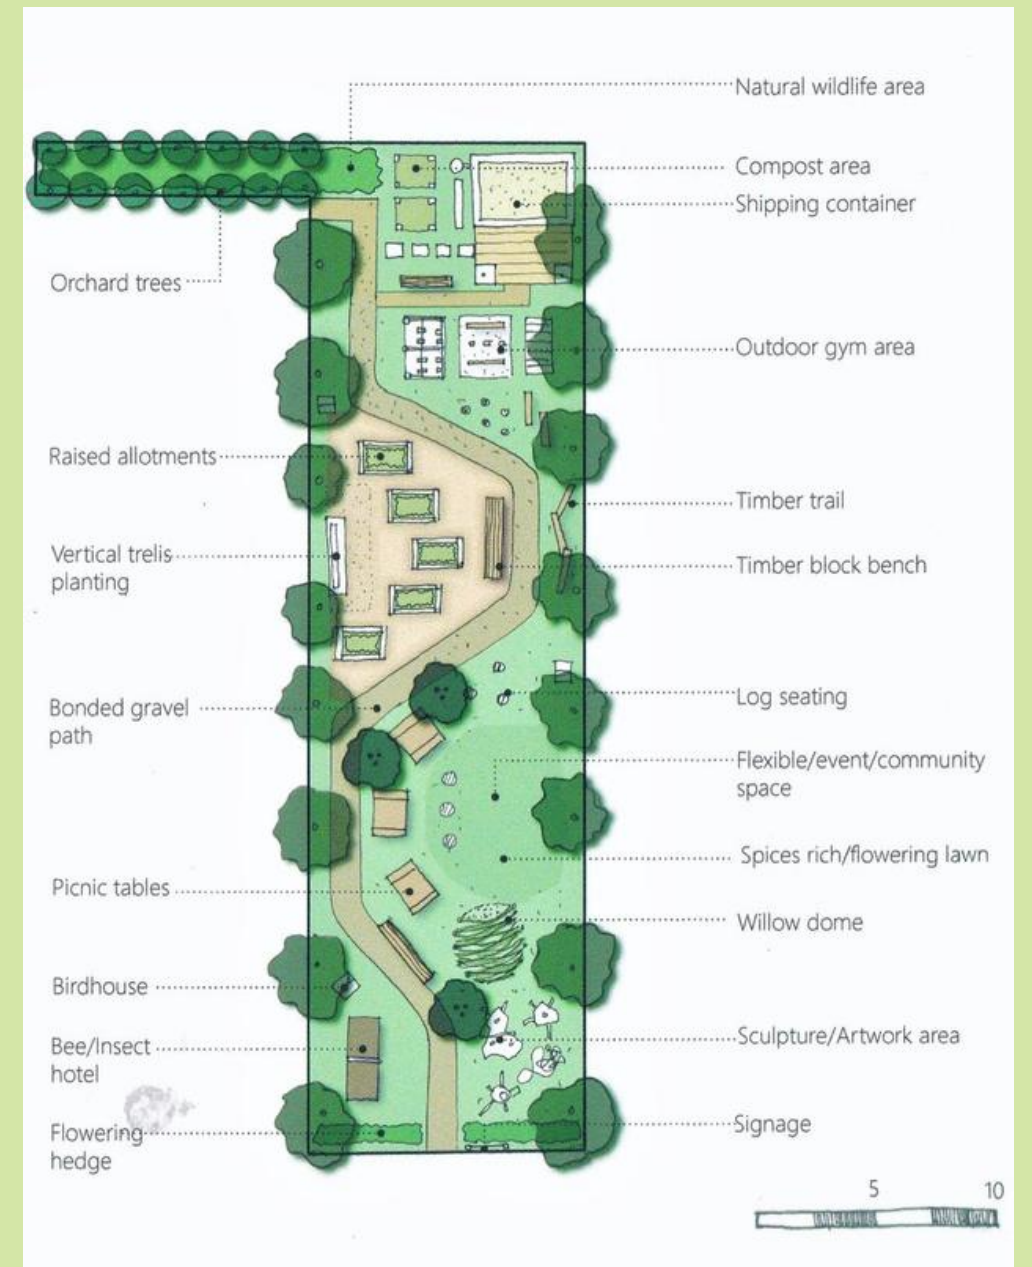 Natural wildlife area
Compost area
Shipping container
Orchard trees
Outdoor gym area
Raised allotments
Timber trail
Vertical trelis
planting
Timber block bench
Bonded gravel
path
Log seating
Flexible/event/community
space
Spices rich/flowering lawn
Picnic tables
Willow dome
Birdhouse
Bee/Insect
hotel
Sculpture/Artwork area
Flowering
hedge
Signage
5 10